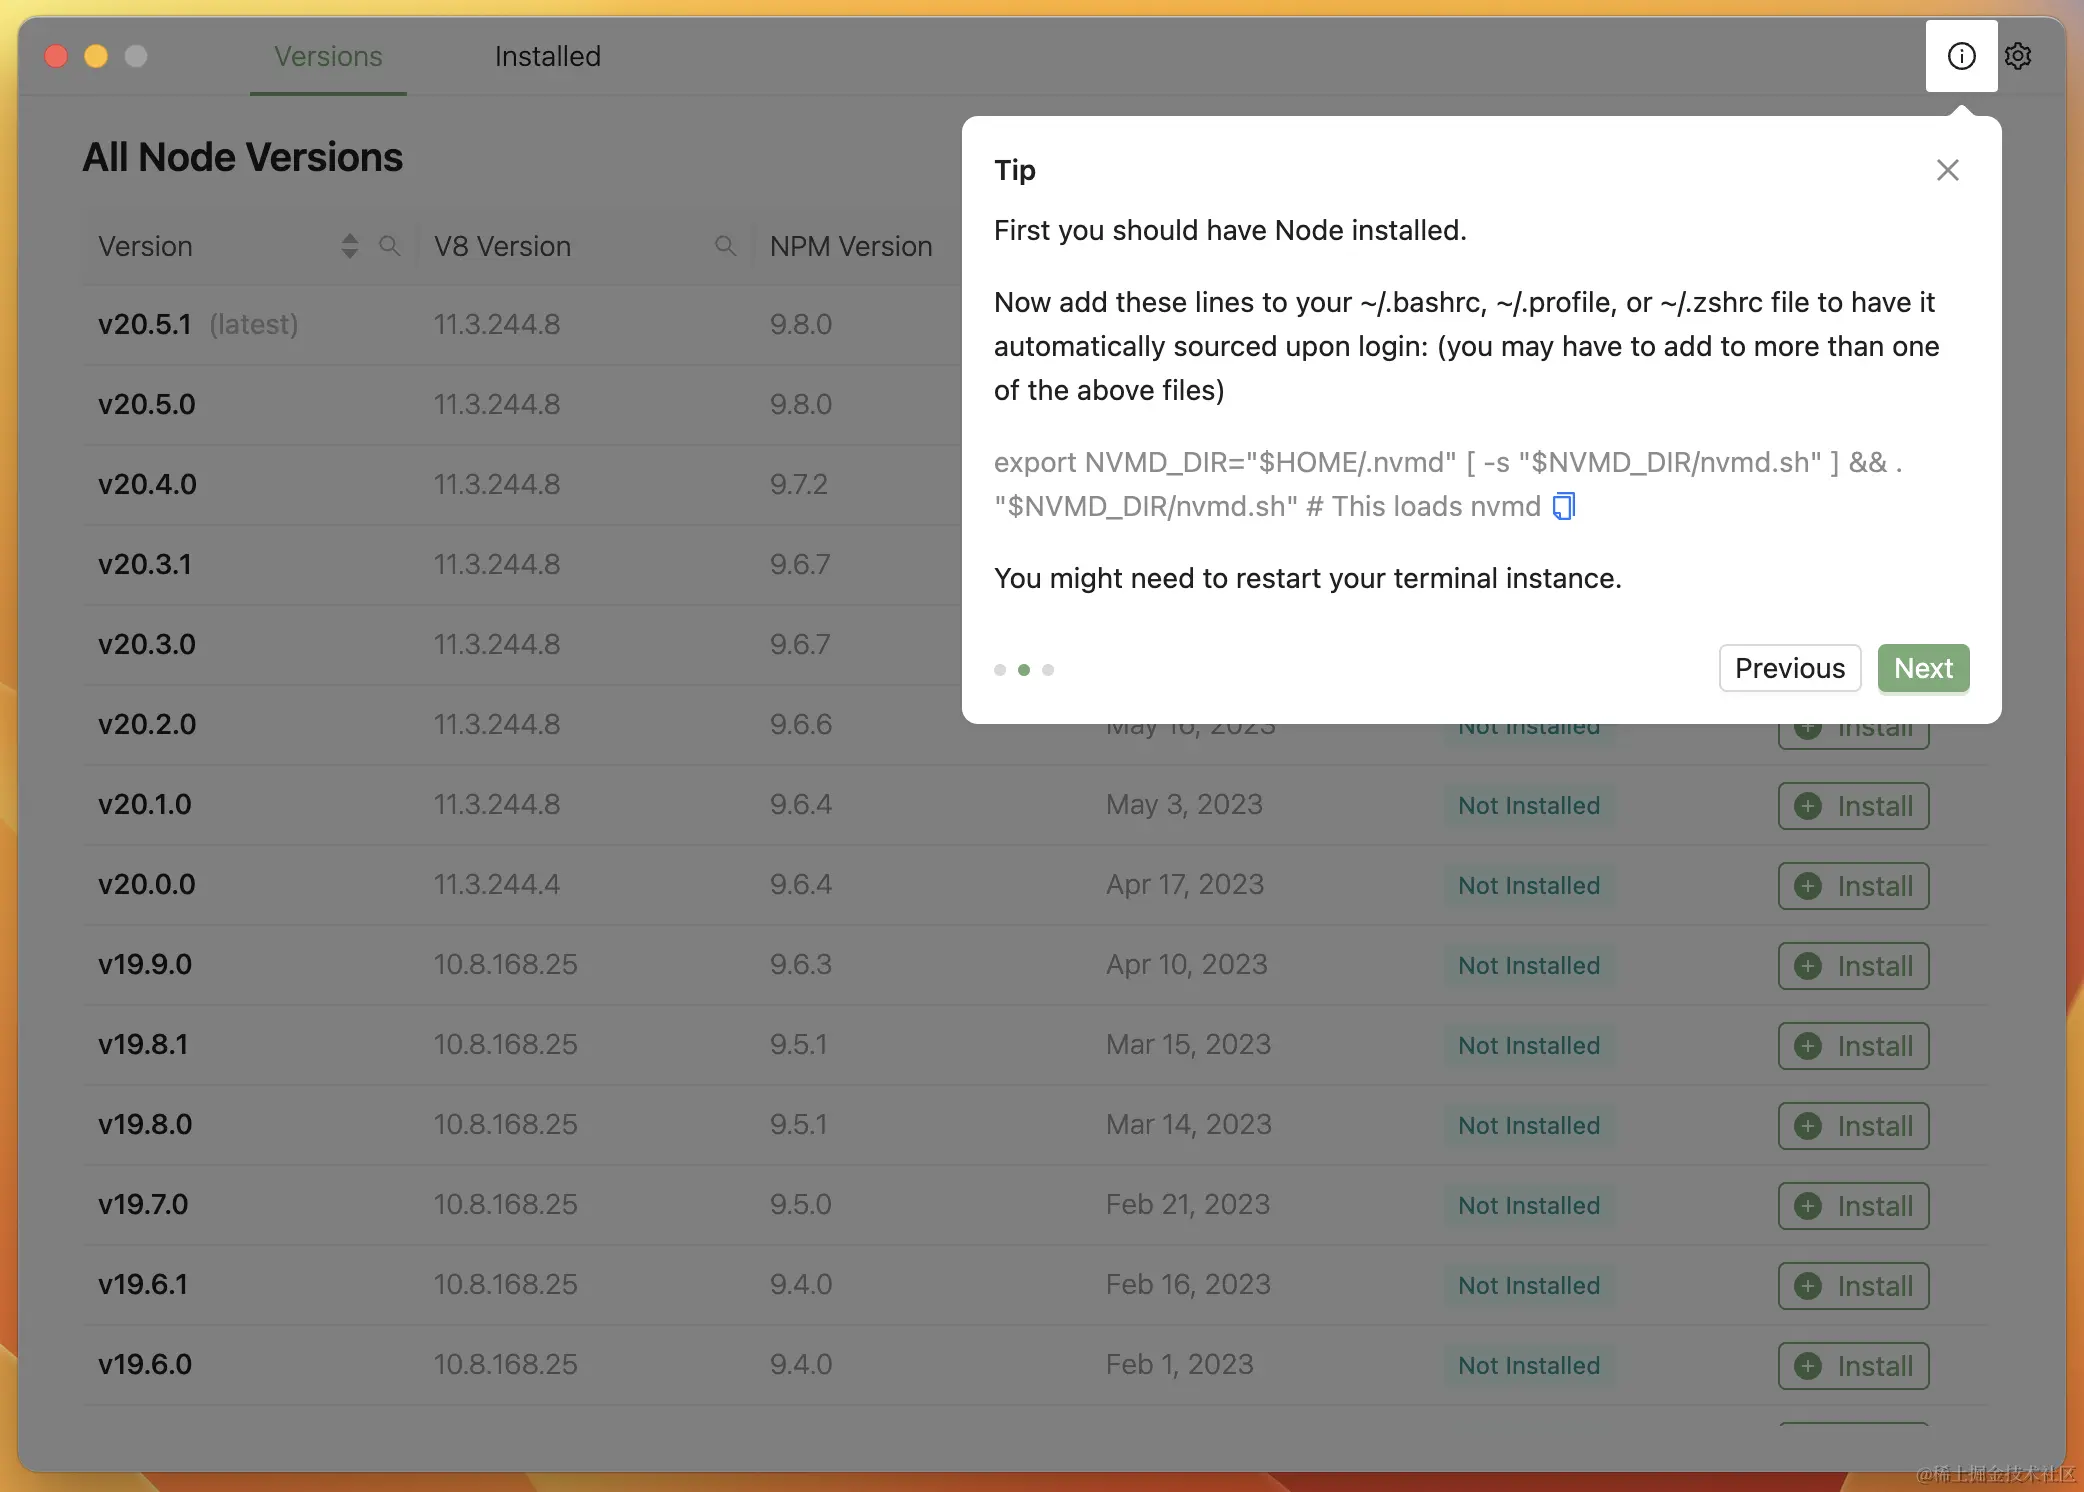 Versions
Installed
All Node Versions
Tip
First you should have Node installed.
Now add these lines to your ~/.bashrc, ~/.profile, or ~/.zshrc file to have it
automatically sourced upon login: (you may have to add to more than one
of the above files)
export NVMD_DIR="$HOME/.nvmd" [ -s "$NVMD_DIR/nvmd.sh" ] && .
"$NVMD_DIR/nvmd.sh" # This loads nvmd
You might need to restart your terminal instance.
Previous
Next
Version
V8 Version
NPM Version
v20.5.1 (latest) 11.3.244.8 9.8.0
v20.5.0 11.3.244.8 9.8.0
v20.4.0 11.3.244.8 9.7.2
v20.3.1 11.3.244.8 9.6.7
v20.3.0 11.3.244.8 9.6.7
v20.2.0 11.3.244.8 9.6.6 May 16, 2023 Not Installed Install
v20.1.0 11.3.244.8 9.6.4 May 3, 2023 Not Installed Install
v20.0.0 11.3.244.4 9.6.4 Apr 17, 2023 Not Installed Install
v19.9.0 10.8.168.25 9.6.3 Apr 10, 2023 Not Installed Install
v19.8.1 10.8.168.25 9.5.1 Mar 15, 2023 Not Installed Install
v19.8.0 10.8.168.25 9.5.1 Mar 14, 2023 Not Installed Install
v19.7.0 10.8.168.25 9.5.0 Feb 21, 2023 Not Installed Install
v19.6.1 10.8.168.25 9.4.0 Feb 16, 2023 Not Installed Install
v19.6.0 10.8.168.25 9.4.0 Feb 1, 2023 Not Installed Install
@稀土掘金技术社区